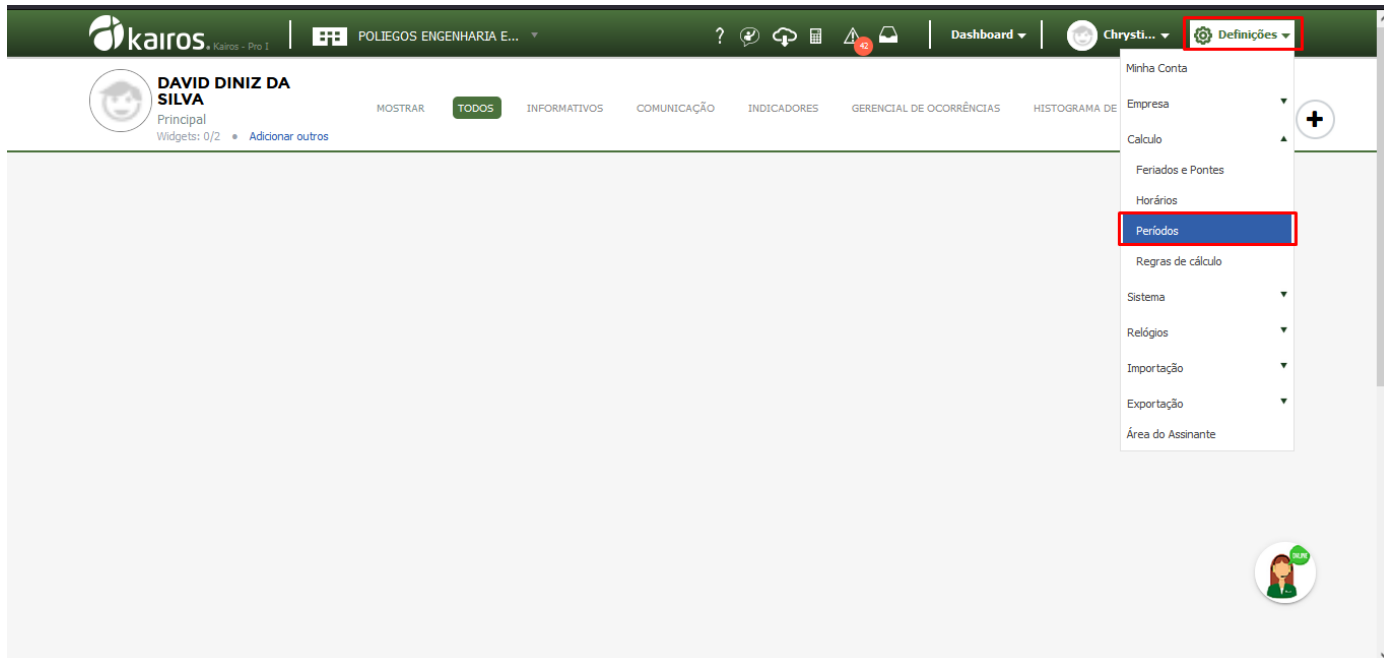 kairos. Kairos - Pro 1
POLIEGOS ENGENHARIA E...
?
42
Dashboard
Chrysti...
Definições
DAVID DINIZ DA
SILVA
Principal
Widgets: 0/2 • Adicionar outros
MOSTRAR TODOS INFORMATIVOS COMUNICAÇÃO INDICADORES GERENCIAL DE OCORRÊNCIAS HISTOGRAMA DE
Minha Conta
Empresa
Calculo
Feriados e Pontes
Horários
Períodos
Regras de cálculo
Sistema
Relógios
Importação
Exportação
Área do Assinante